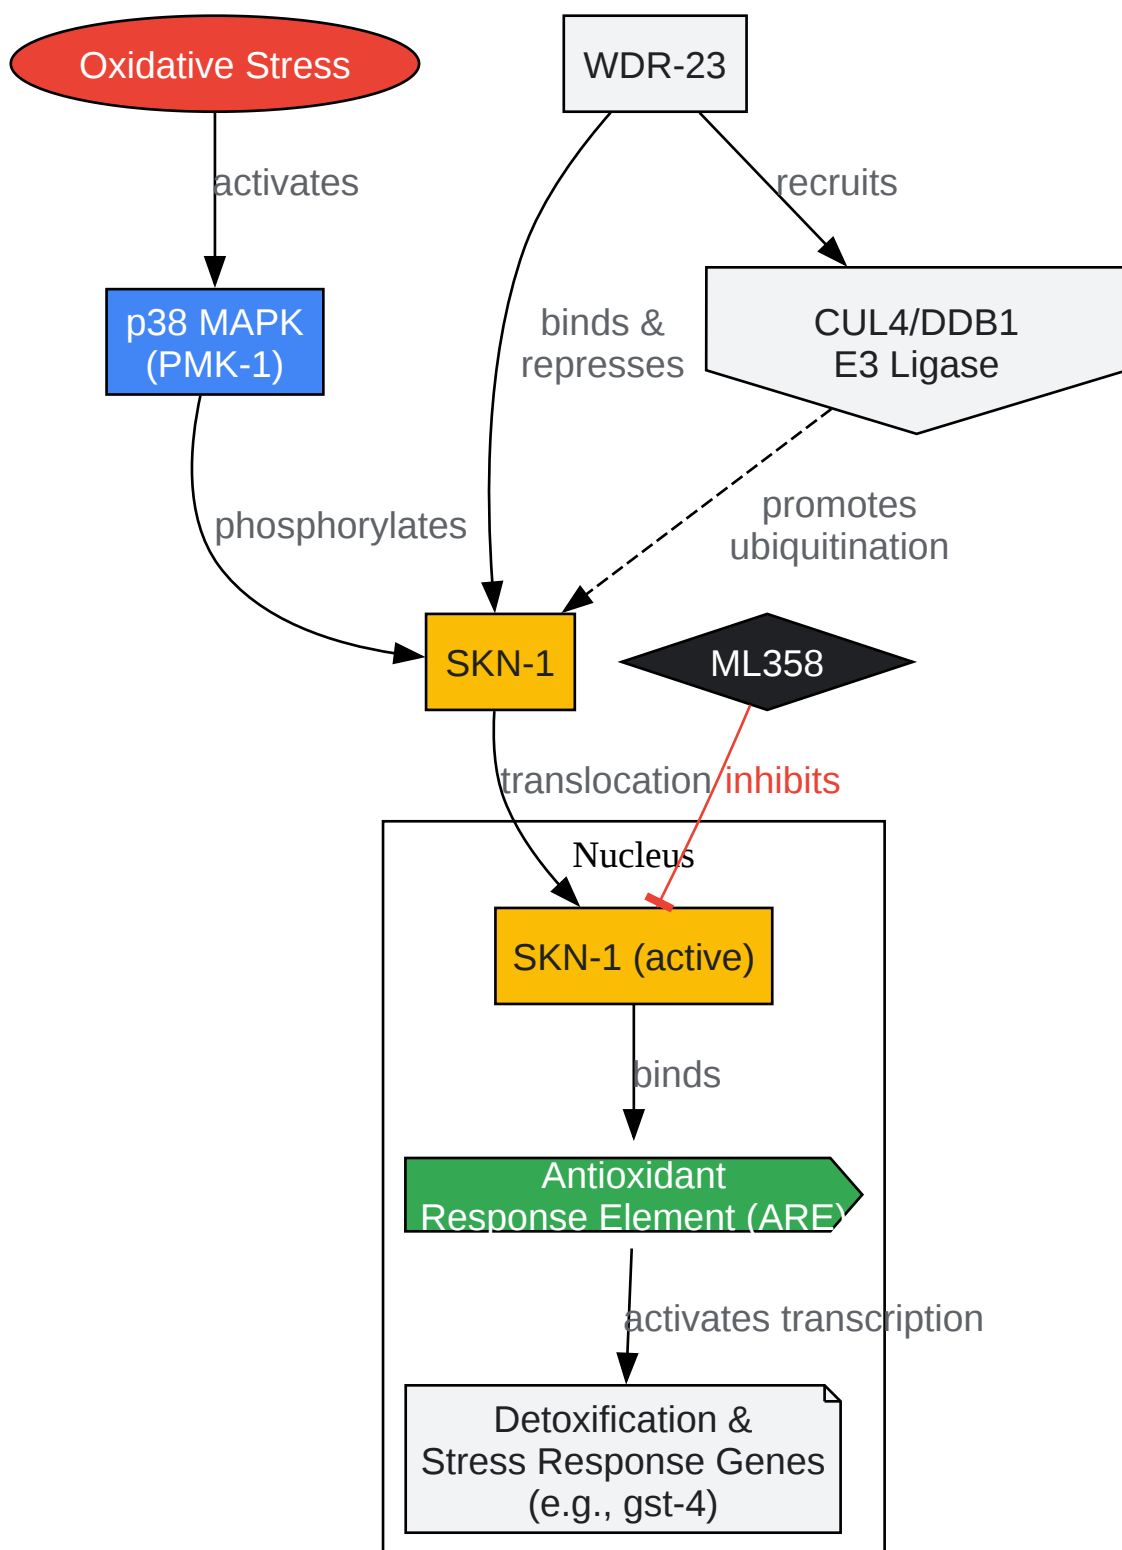 Oxidative Stress
WDR-23
activates
recruits
p38 MAPK
(PMK-1)
binds &
represses
CUL4/DDB1
E3 Ligase
phosphorylates
promotes
ubiquitination
SKN-1
ML358
translocation
inhibits
Nucleus
SKN-1 (active)
binds
Antioxidant
Response Element (ARE)
activates transcription
Detoxification &
Stress Response Genes
(e.g., gst-4)